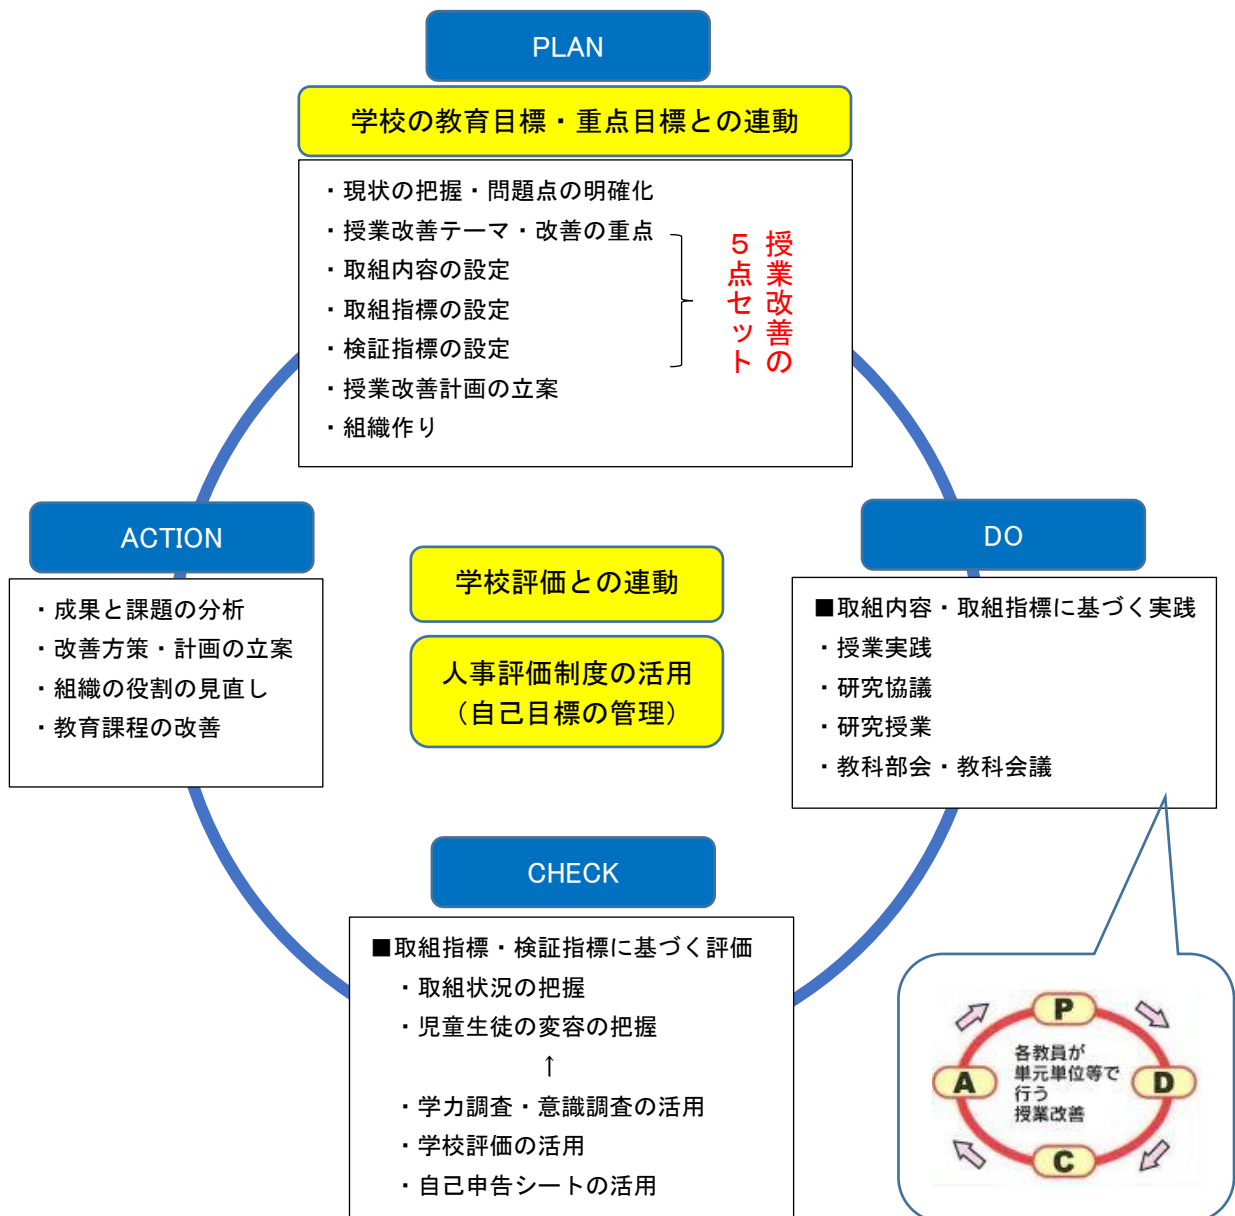 PLAN
学校の教育目標・重点目標との連動
・現状の把握・問題点の明確化
・授業改善テーマ・改善の重点
・取組内容の設定
・取組指標の設定
・検証指標の設定
・授業改善計画の立案
・組織作り
授業改善の
5点セット
ACTION
・成果と課題の分析
・改善方策・計画の立案
・組織の役割の見直し
・教育課程の改善
学校評価との連動
人事評価制度の活用
（自己目標の管理）
DO
■取組内容・取組指標に基づく実践
・授業実践
・研究協議
・研究授業
・教科部会・教科会議
CHECK
■取組指標・検証指標に基づく評価
・取組状況の把握
・児童生徒の変容の把握
↑
・学力調査・意識調査の活用
・学校評価の活用
・自己申告シートの活用
P
各教員が
単元単位等で
行う
授業改善
A
D
C